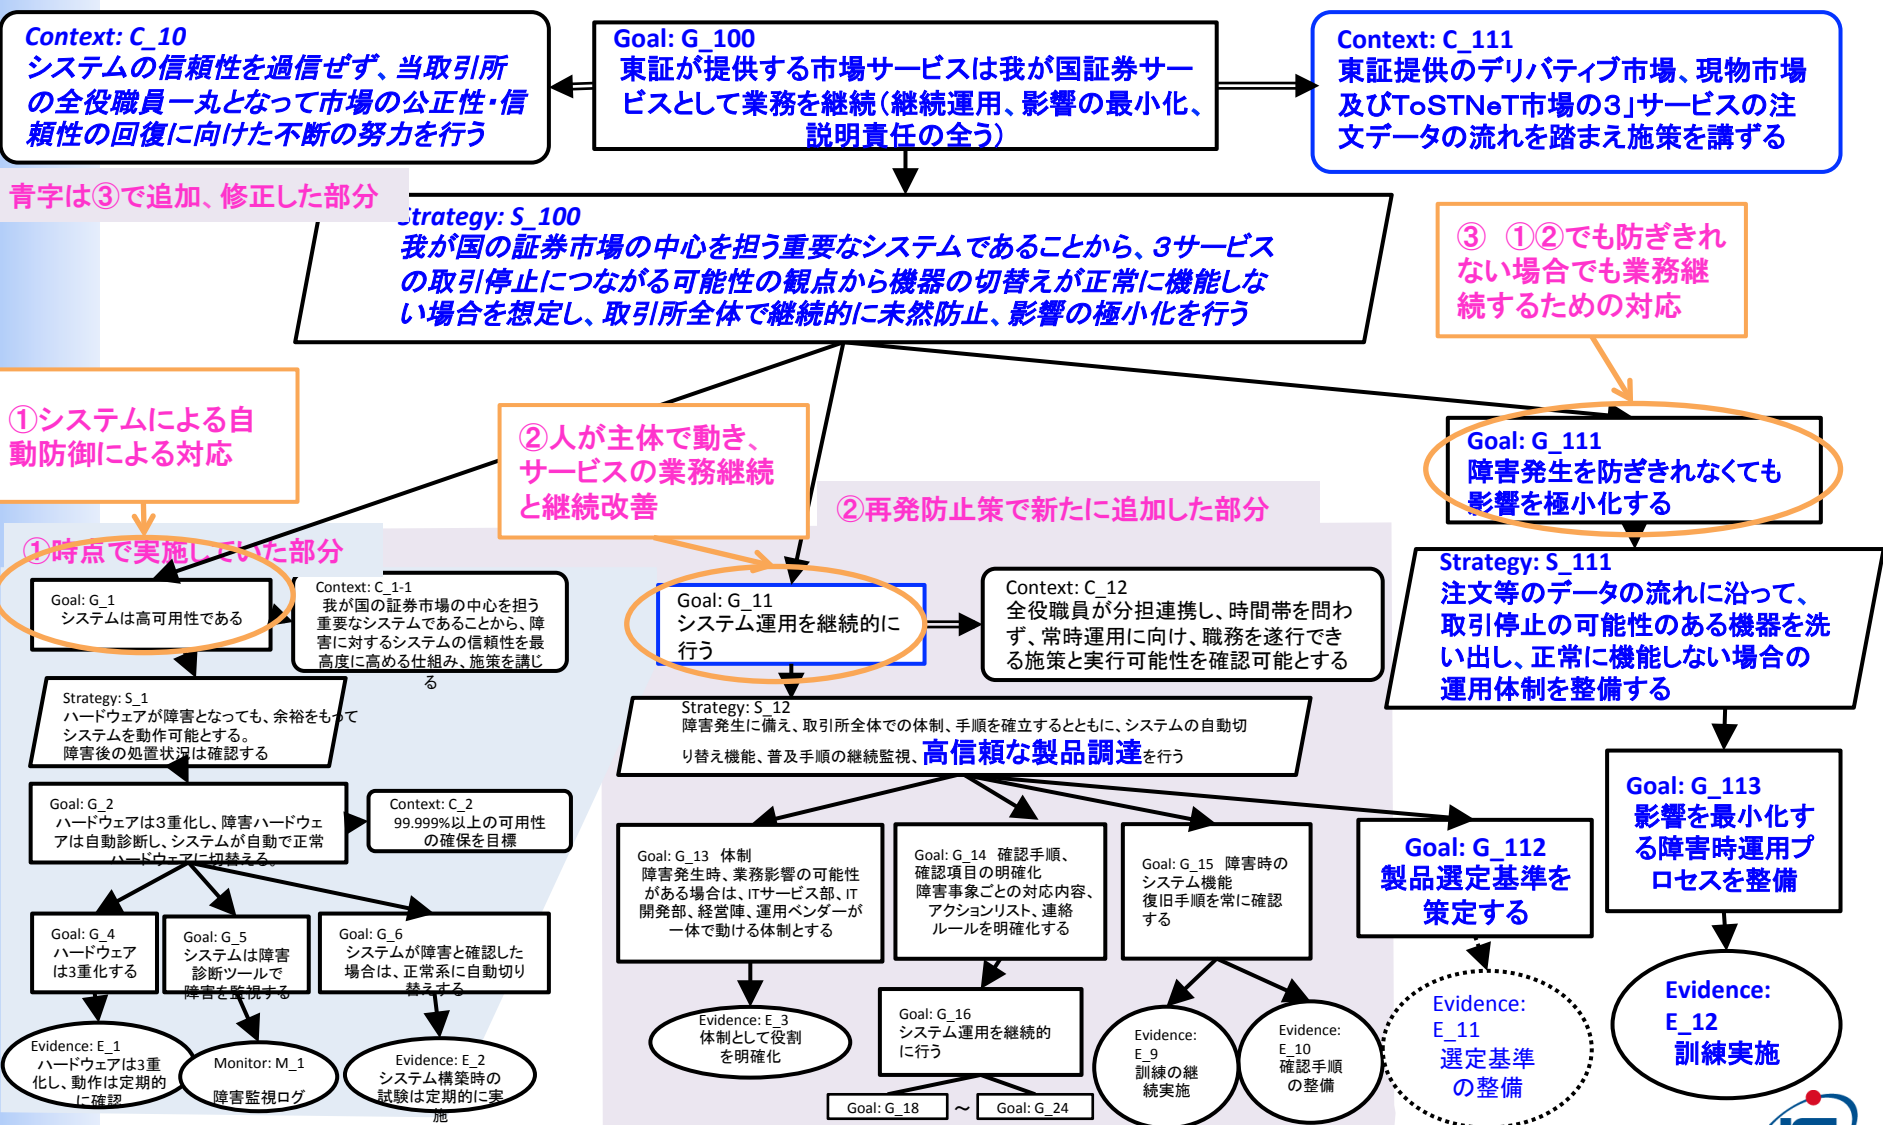 Context: C_10
システムの信頼性を過信せず、当取引所
の全役職員一丸となって市場の公正性・信
頼性の回復に向けた不断の努力を行う
Goal: G_100
東証が提供する市場サービスは我が国証券サー
ビスとして業務を継続(継続運用、影響の最小化、
説明責任の全う)
Context: C_111
東証提供のデリバティブ市場、現物市場
及びToSTNeT市場の3」サービスの注
文データの流れを踏まえ施策を講ずる
青字は③で追加、修正した部分
Strategy: S_100
我が国の証券市場の中心を担う重要なシステムであることから、3サービス
の取引停止につながる可能性の観点から機器の切替えが正常に機能しな
い場合を想定し、取引所全体で継続的に未然防止、影響の極小化を行う
③ ①②でも防ぎきれ
ない場合でも業務継
続するための対応
①システムによる自
動防御による対応
②人が主体で動き、
サービスの業務継続
と継続改善
Goal: G_111
障害発生を防ぎきれなくても
影響を極小化する
②再発防止策で新たに追加した部分
①時点で実施していた部分
Goal: G_1
システムは高可用性である
Context: C_1-1
我が国の証券市場の中心を担う
重要なシステムであることから、障
害に対するシステムの信頼性を最
高度に高める仕組み、施策を講じ
る
Goal: G_11
システム運用を継続的に
行う
Context: C_12
全役職員が分担連携し、時間帯を問わ
ず、常時運用に向け、職務を遂行でき
る施策と実行可能性を確認可能とする
Strategy: S_111
注文等のデータの流れに沿って、
取引停止の可能性のある機器を洗
い出し、正常に機能しない場合の
運用体制を整備する
Strategy: S_1
ハードウェアが障害となっても、余裕をもって
システムを動作可能とする。
障害後の処置状況は確認する
Strategy: S_12
障害発生に備え、取引所全体での体制、手順を確立するとともに、システムの自動切
り替え機能、普及手順の継続監視、高信頼な製品調達を行う
Goal: G_2
ハードウェアは3重化し、障害ハードウェ
アは自動診断し、システムが自動で正常
ハードウェアに切替える。
Context: C_2
99.999%以上の可用性
の確保を目標
Goal: G_13 体制
障害発生時、業務影響の可能性
がある場合は、ITサービス部、IT
開発部、経営陣、運用ベンダーが
一体で動ける体制とする
Goal: G_14 確認手順、
確認項目の明確化
障害事象ごとの対応内容、
アクションリスト、連絡
ルールを明確化する
Goal: G_15 障害時の
システム機能
復旧手順を常に確認
する
Goal: G_112
製品選定基準を
策定する
Goal: G_113
影響を最小化す
る障害時運用プ
ロセスを整備
Goal: G_4
ハードウェア
は3重化する
Goal: G_5
システムは障害
診断ツールで
障害を監視する
Goal: G_6
システムが障害と確認した
場合は、正常系に自動切り
替えする
Evidence: E_1
ハードウェアは3重
化し、動作は定期的
に確認
Monitor: M_1
障害監視ログ
Evidence: E_2
システム構築時の
試験は定期的に実
施
Evidence: E_3
体制として役割
を明確化
Goal: G_16
システム運用を継続的
に行う
Goal: G_18
～
Goal: G_24
Evidence:
E_9
訓練の継
続実施
Evidence:
E_10
確認手順
の整備
Evidence:
E_11
選定基準
の整備
Evidence:
E_12
訓練実施